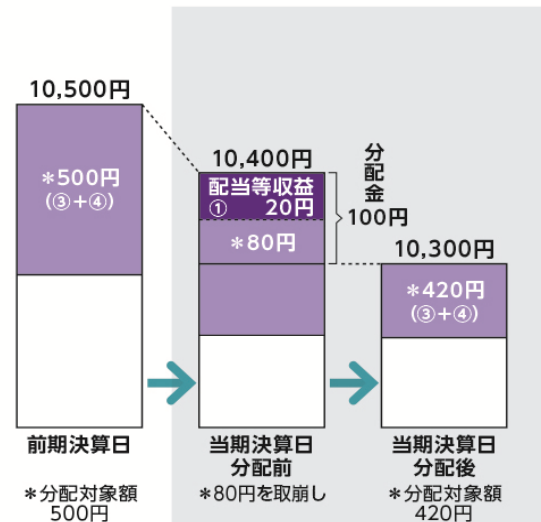 10,500円
*500円
(③+④)
前期決算日
*分配対象額
500円
10,400円
配当等収益
① 20円
*80円
分配金
100円
当期決算日
分配前
*80円を取崩し
10,300円
*420円
(③+④)
当期決算日
分配後
*分配対象額
420円